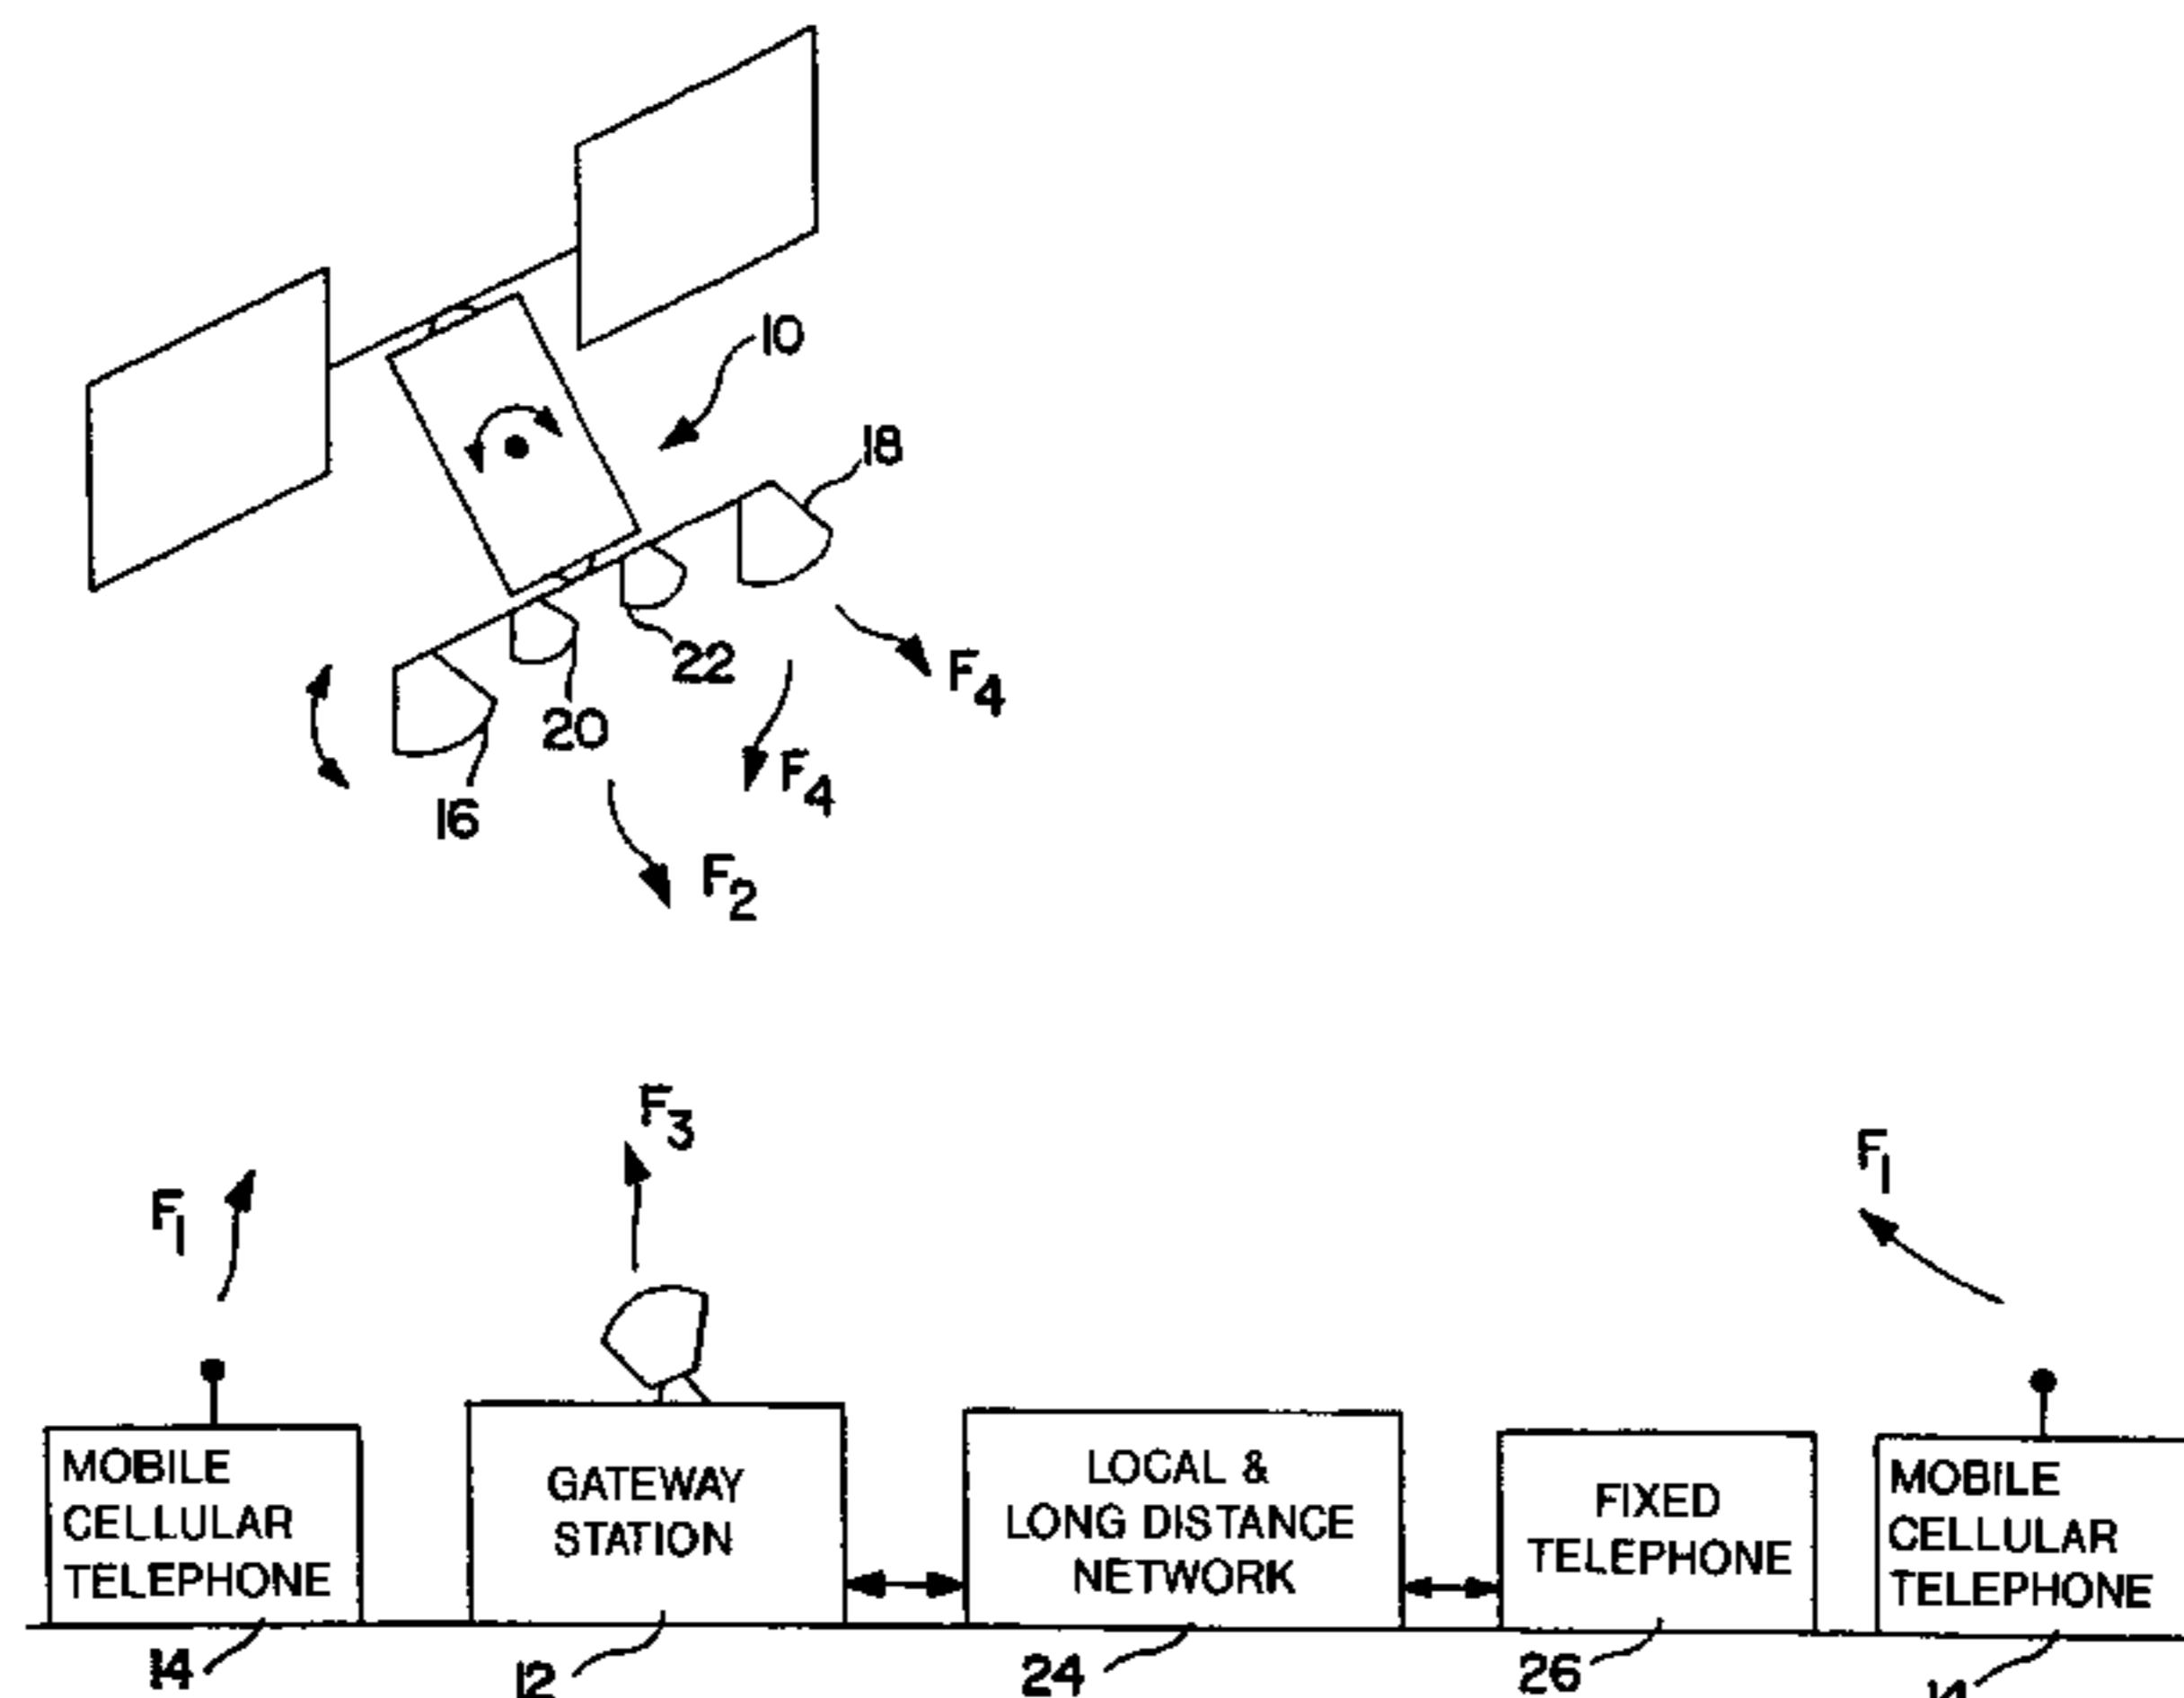 10
18
22
F4
20
F4
16
F2
F3
F1
F1
MOBILE
CELLULAR
TELEPHONE
GATEWAY
STATION
LOCAL &
LONG DISTANCE
NETWORK
FIXED
TELEPHONE
MOBILE
CELLULAR
TELEPHONE
14
12
24
26
14